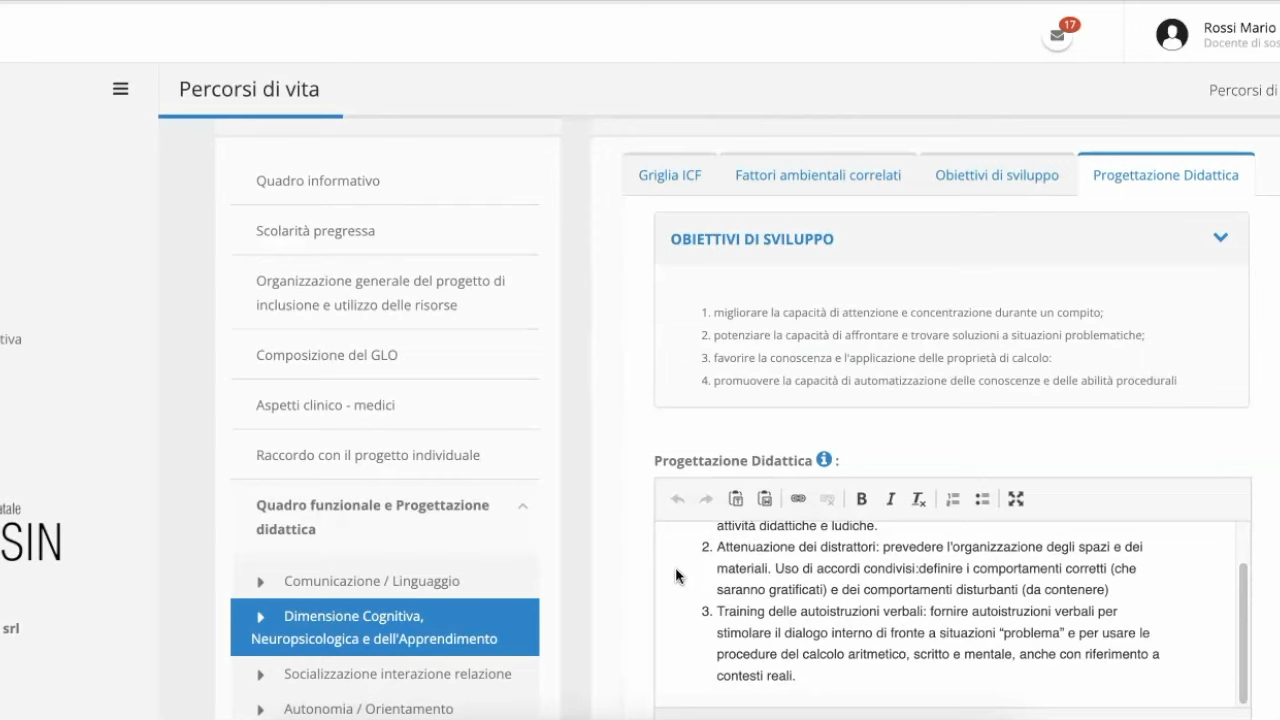 17
Rossi Mario
Docente di sos
Percorsi di vita
Percorsi di
tiva
SIN
srl
Quadro informativo
Scolarità pregressa
Organizzazione generale del progetto di
inclusione e utilizzo delle risorse
Composizione del GLO
Aspetti clinico - medici
Raccordo con il progetto individuale
Quadro funzionale e Progettazione
didattica
Comunicazione / Linguaggio
Dimensione Cognitiva,
Neuropsicologica e dell'Apprendimento
Socializzazione interazione relazione
Autonomia / Orientamento
Griglia ICF
Fattori ambientali correlati
Obiettivi di sviluppo
Progettazione Didattica
OBIETTIVI DI SVILUPPO
1. migliorare la capacità di attenzione e concentrazione durante un compito;
2. potenziare la capacità di affrontare e trovare soluzioni a situazioni problematiche;
3. favorire la conoscenza e l'applicazione delle proprietà di calcolo:
4. promuovere la capacità di automatizzazione delle conoscenze e delle abilità procedurali
Progettazione Didattica :
attività didattiche e ludiche.
2. Attenuazione dei distrattori: prevedere l'organizzazione degli spazi e dei
materiali. Uso di accordi condivisi:definire i comportamenti corretti (che
saranno gratificati) e dei comportamenti disturbanti (da contenere)
3. Training delle autoistruzioni verbali: fornire autoistruzioni verbali per
stimolare il dialogo interno di fronte a situazioni “problema” e per usare le
procedure del calcolo aritmetico, scritto e mentale, anche con riferimento a
contesti reali.